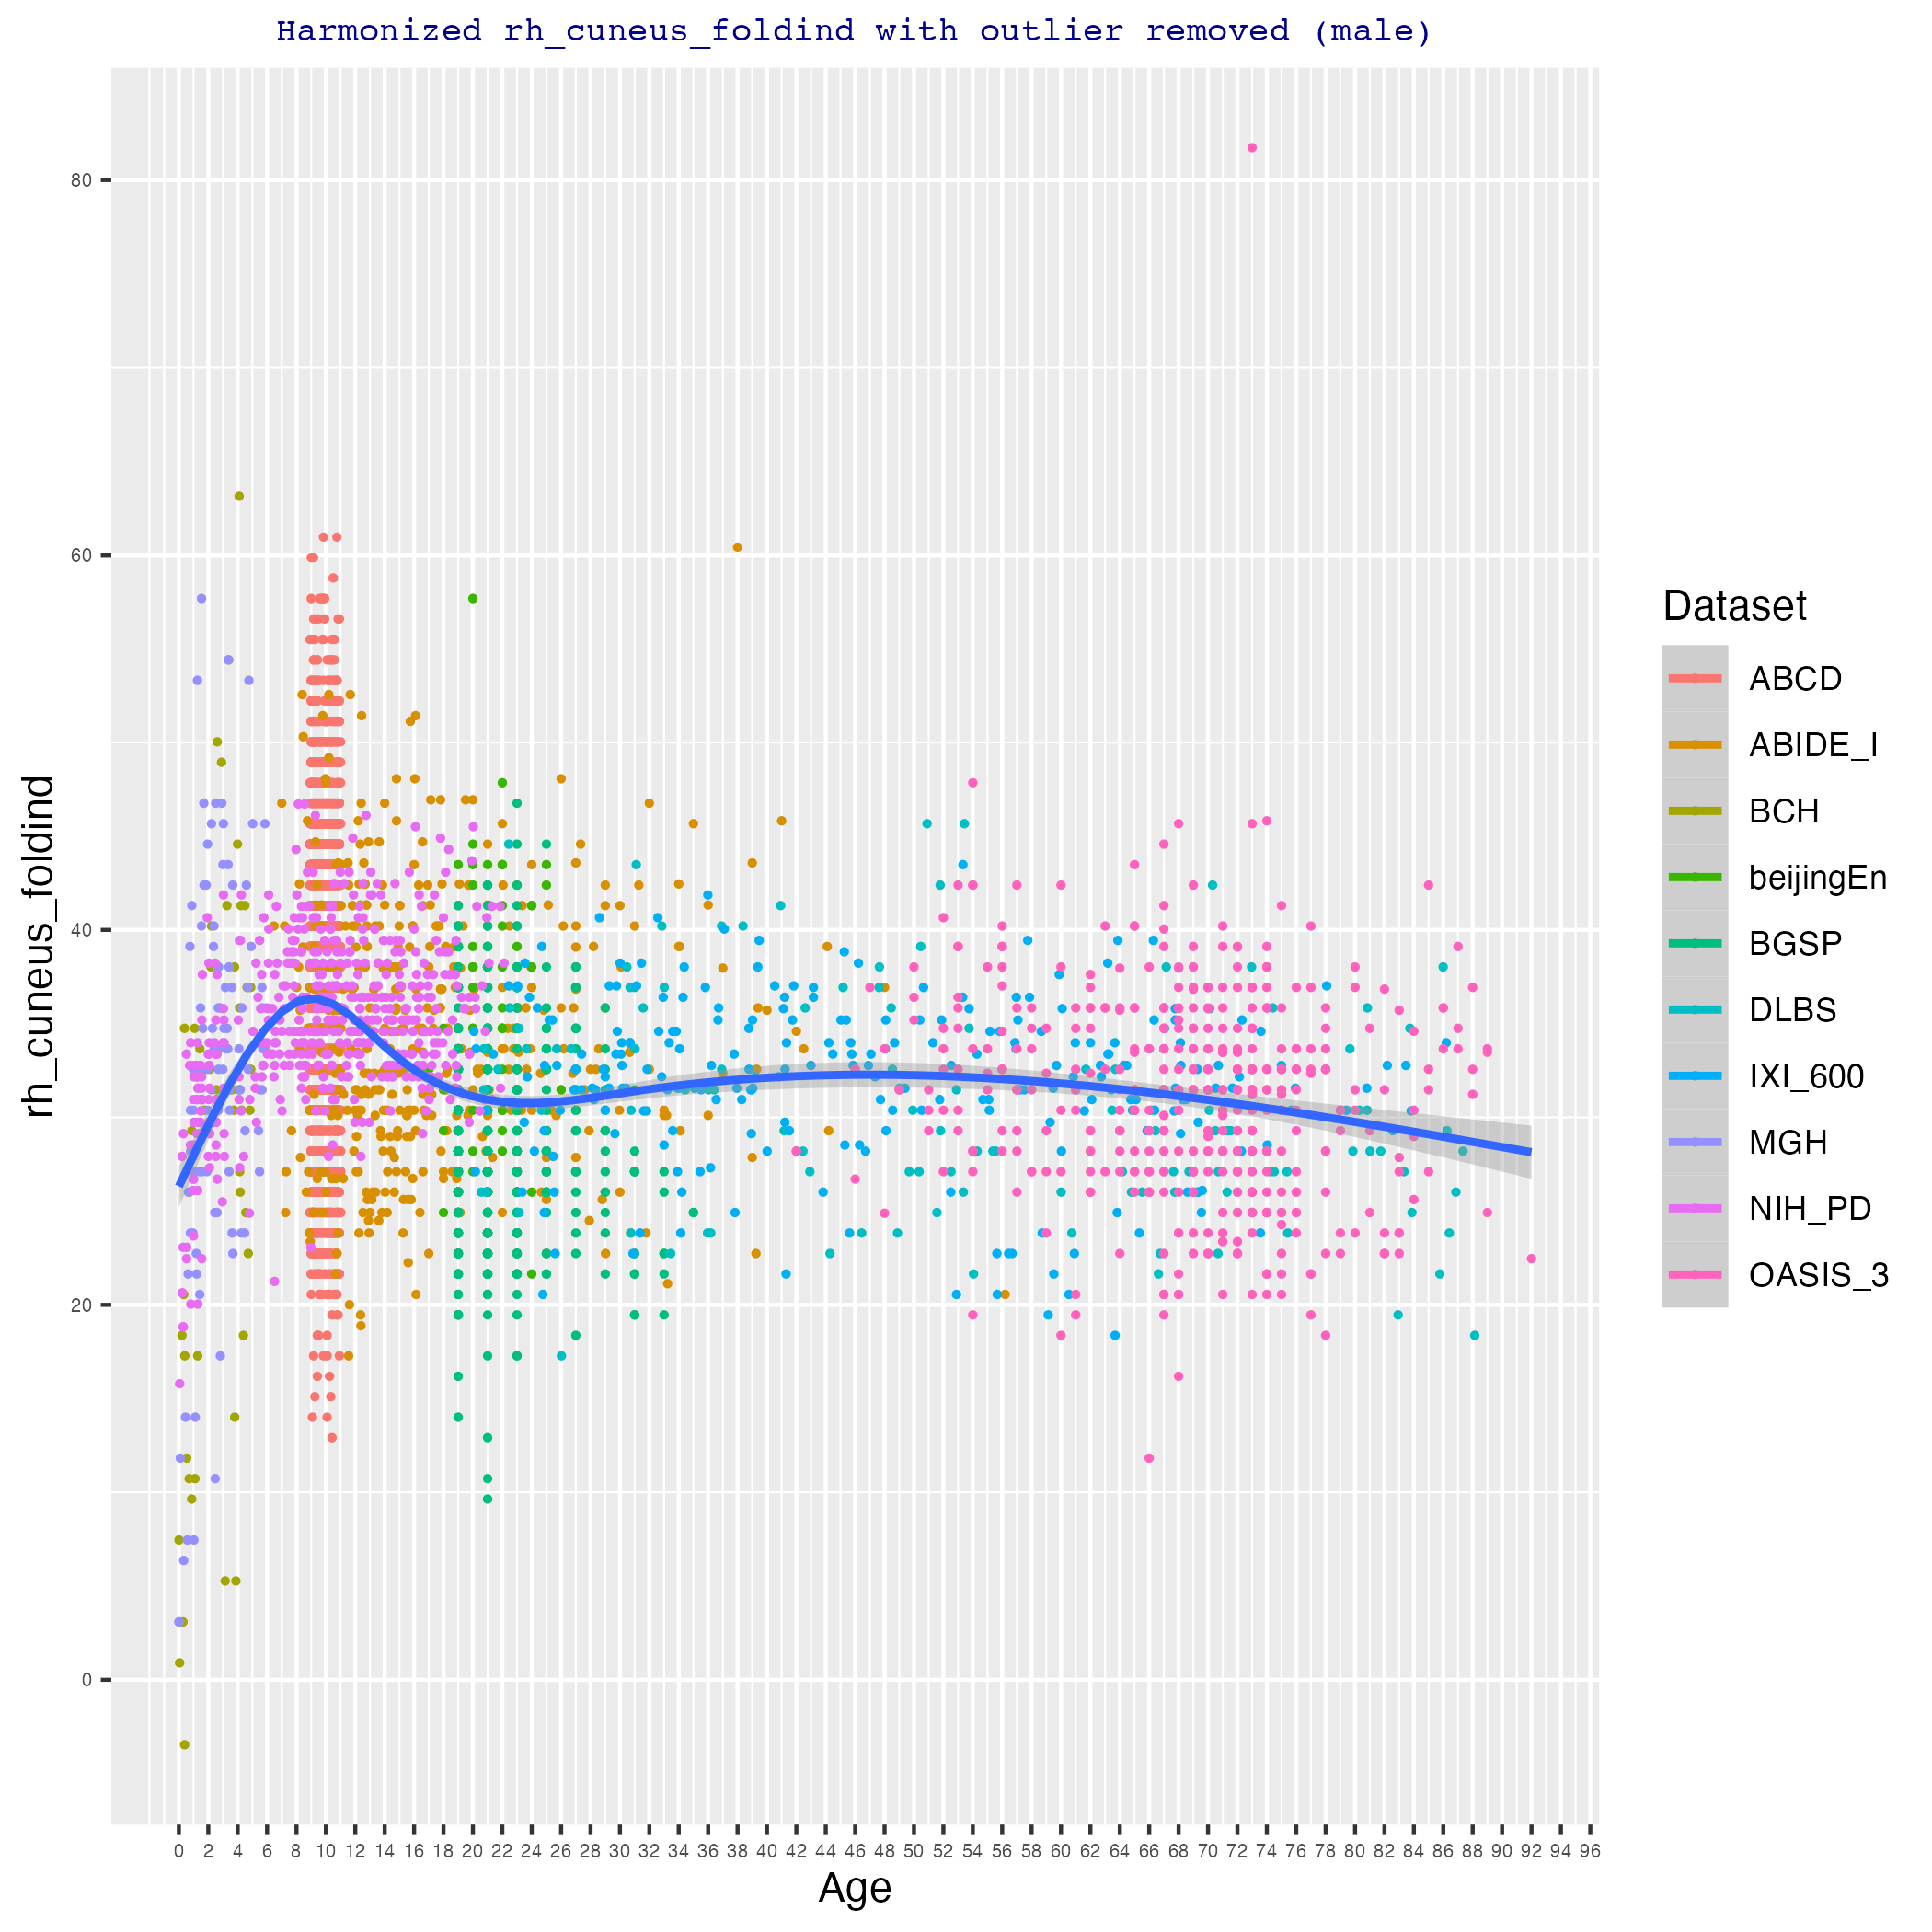 Harmonized rh_cuneus_foldind with outlier removed (male)
80
60
40
20
0
rh_cuneus_foldind
0 2 4 6 8 10 12 14 16 18 20 22 24 26 28 30 32 34 36 38 40 42 44 46 48 50 52 54 56 58 60 62 64 66 68 70 72 74 76 78 80 82 84 86 88 90 92 94 96
Age
Dataset
ABCD
ABIDE_I
BCH
beijingEn
BGSP
DLBS
IXI_600
MGH
NIH_PD
OASIS_3